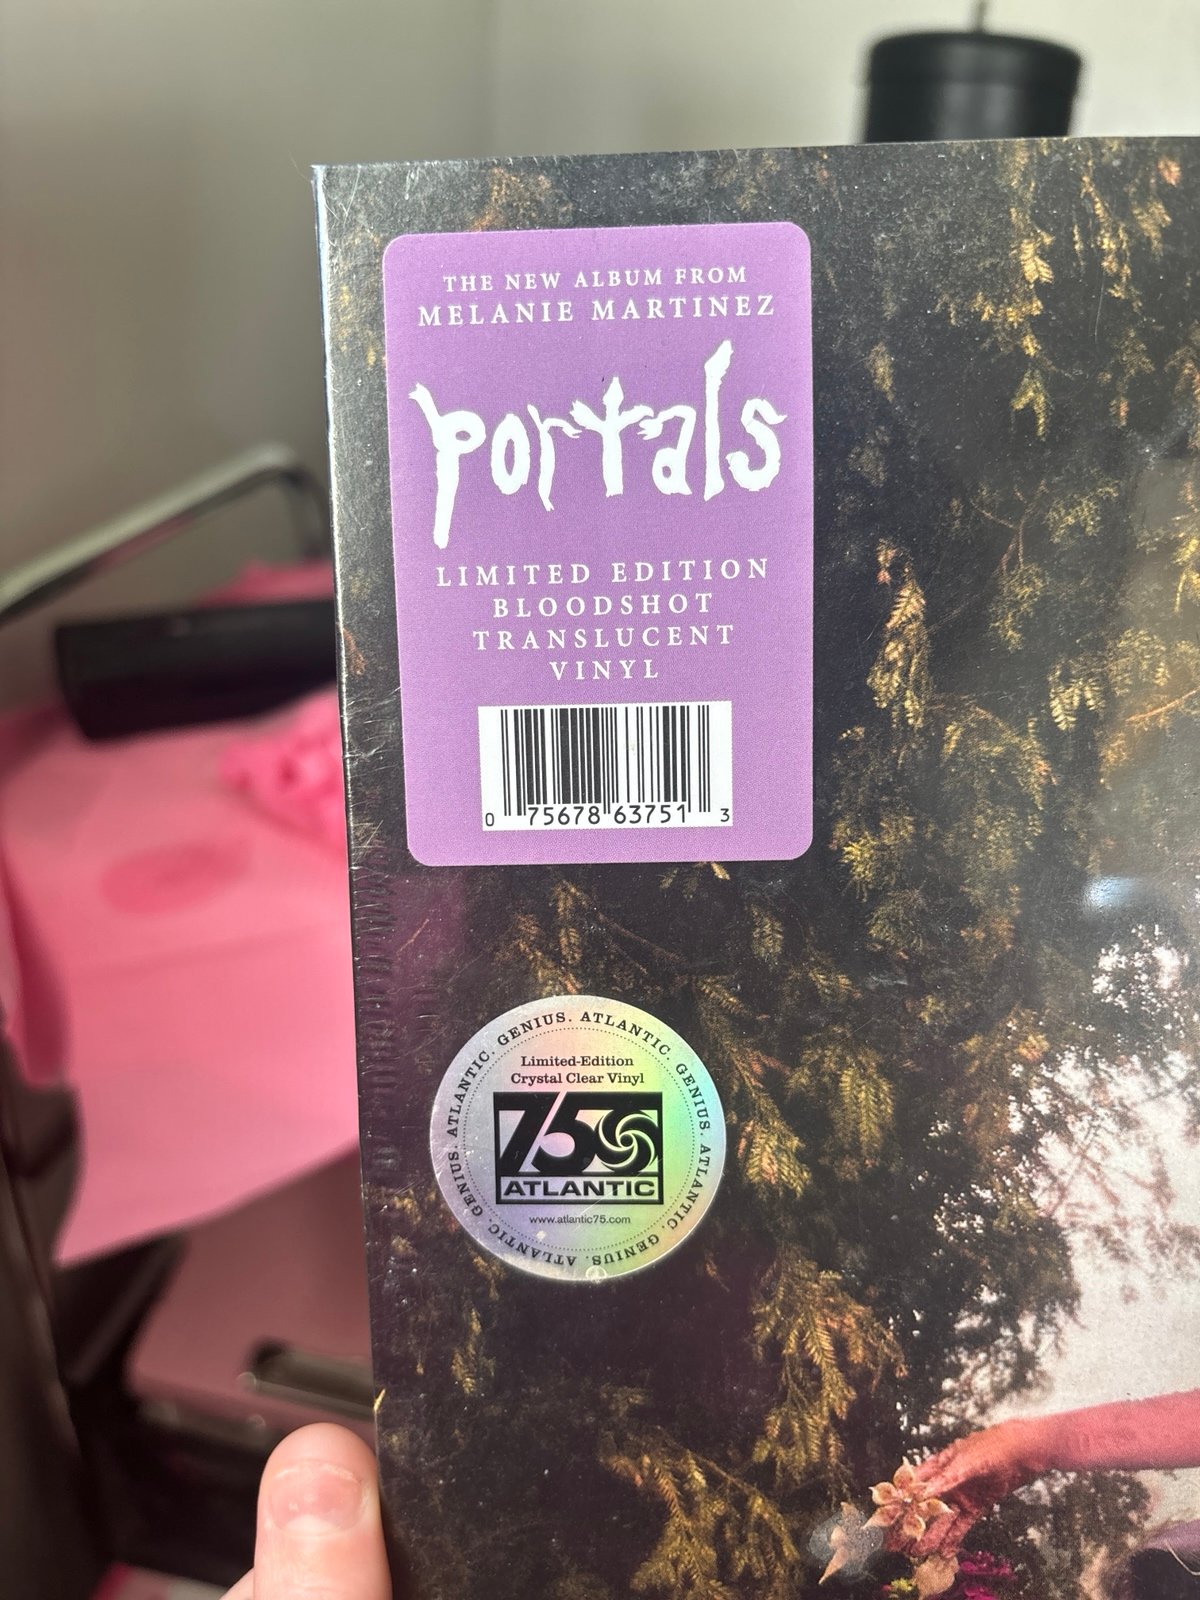 THE NEW ALBUM FROM
MELANIE MARTINEZ
portals
LIMITED EDITION
BLOODSHOT
TRANSLUCENT
VINYL
0 75678 63751 3
ATLANTIC. GENIUS. ATLANTIC. GENIUS. ATLANTIC. GENIUS. ATLANTIC. GENIUS.
Limited-Edition
Crystal Clear Vinyl
75
ATLANTIC
www.atlantic75.com